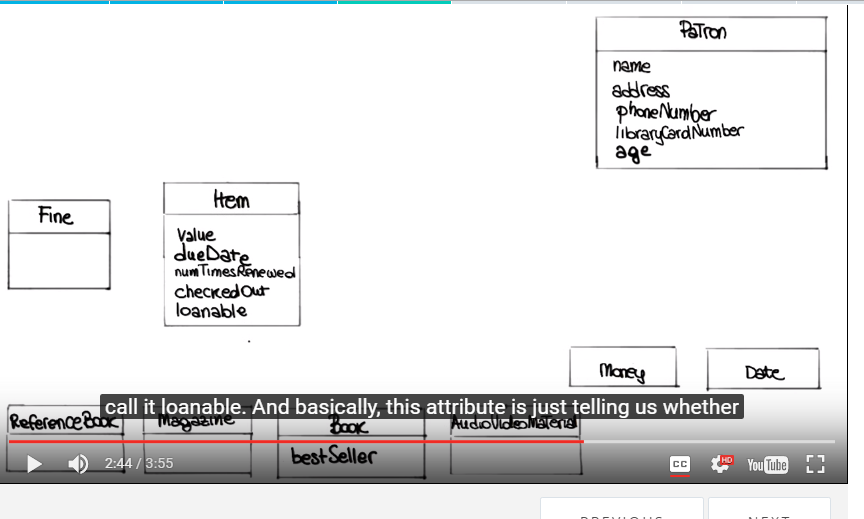 Patron
name
address
phoneNumber
libraryCardNumber
age
Fine
Item
Value
dueDate
numTimesRenewed
checkedOut
loanable
Money
Date
call it loanable. And basically, this attribute is just telling us whether
ReferenceBook
Magazine
Book
AudioVideoMaterial
bestSeller
2:44 / 3:55
CC
HD
YouTube
PREVIOUS
NEXT